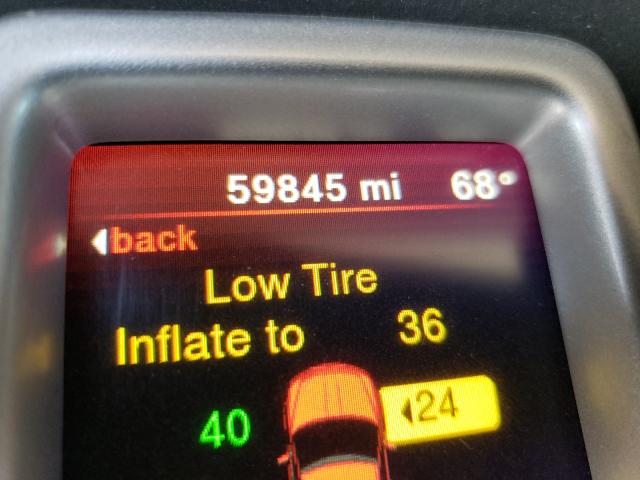 59845 mi 68°
back
Low Tire
Inflate to 36
40 24